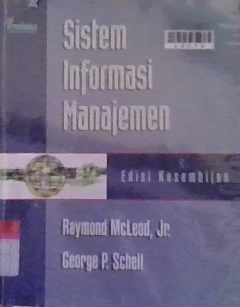 Sistem
Informasi
Manajemen
Edisi Kesembilan
Raymond McLeod, Jr.
George P. Schell